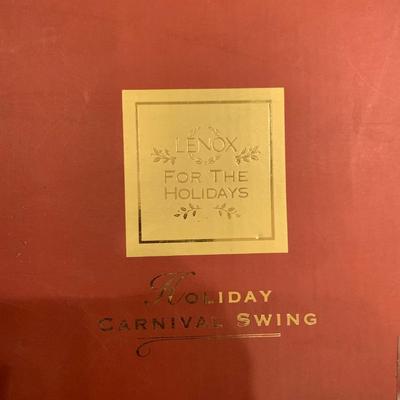 LENOX
FOR THE
HOLIDAYS
HOLIDAY
CARNIVAL SWING